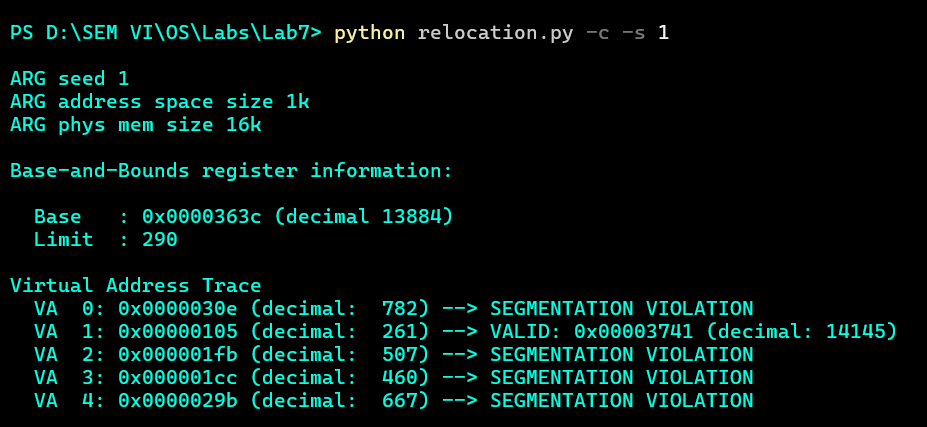 PS D:\SEM VI\OS\Labs\Lab7> python relocation.py -c -s 1
ARG seed 1
ARG address space size 1k
ARG phys mem size 16k
Base-and-Bounds register information:
  Base   : 0x0000363c (decimal 13884)
  Limit  : 290
Virtual Address Trace
  VA  0: 0x0000030e (decimal:  782) --> SEGMENTATION VIOLATION
  VA  1: 0x00000105 (decimal:  261) --> VALID: 0x00003741 (decimal: 14145)
  VA  2: 0x000001fb (decimal:  507) --> SEGMENTATION VIOLATION
  VA  3: 0x000001cc (decimal:  460) --> SEGMENTATION VIOLATION
  VA  4: 0x0000029b (decimal:  667) --> SEGMENTATION VIOLATION